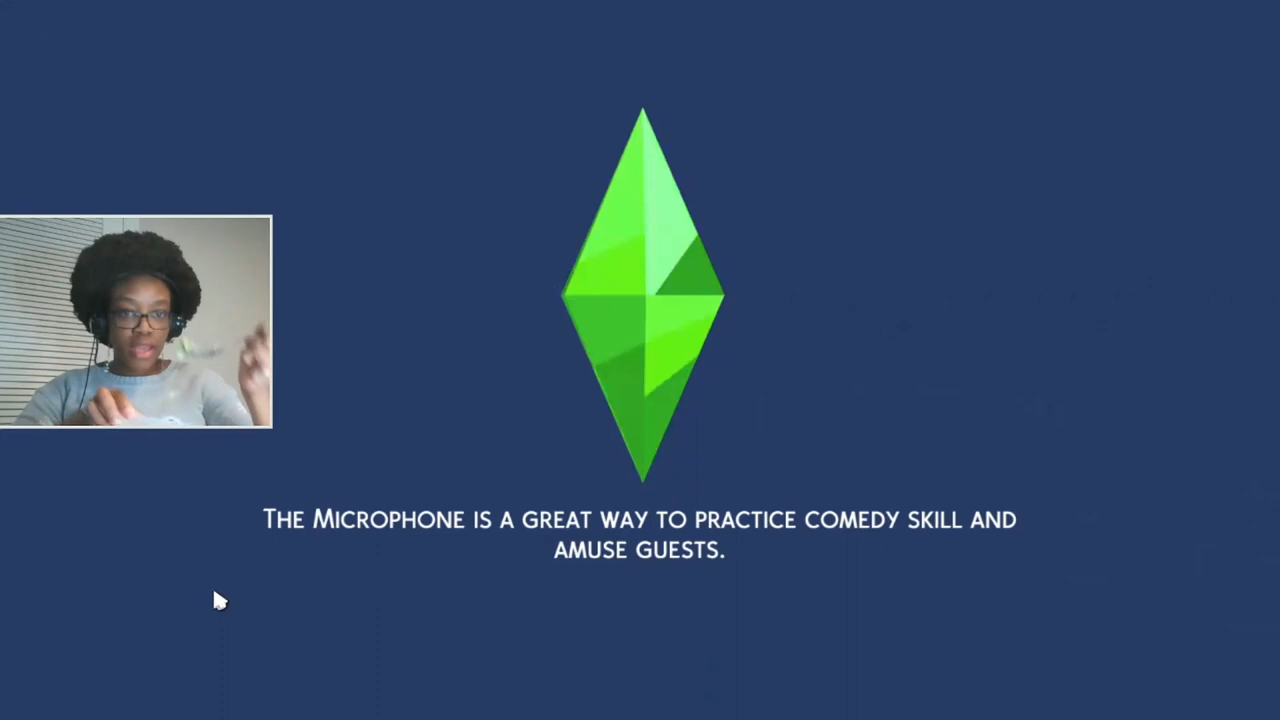 The Microphone is a great way to practice comedy skill and
amuse guests.